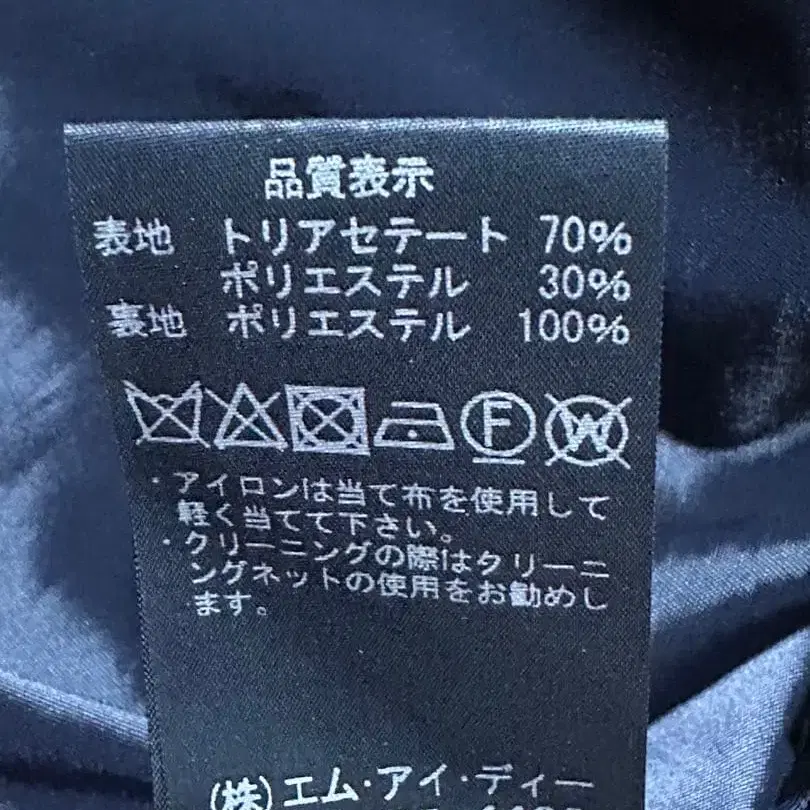 品質表示
表地 トリアセテート 70%
ポリエステル 30%
裏地 ポリエステル 100%
F W
・アイロンは当て布を使用して
軽く当てて下さい。
・クリーニングの際はクリーニ
ングネットの使用をお勧めし
ます。
(株)エム・アイ・ディー